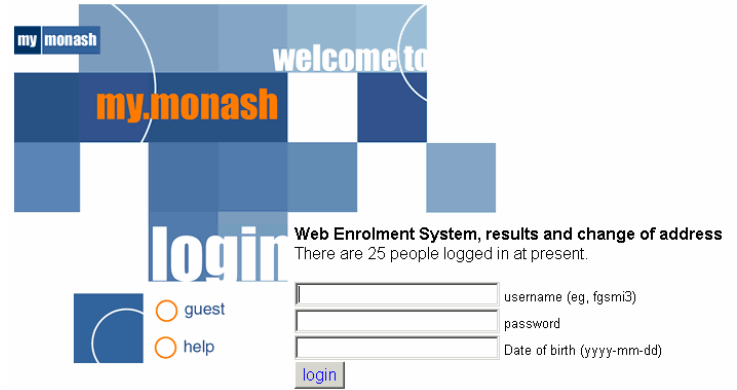 my monash
welcome to
my.monash
login
Web Enrolment System, results and change of address
There are 25 people logged in at present.
username (eg, fgsmi3)
guest
password
help
Date of birth (yyyy-mm-dd)
login